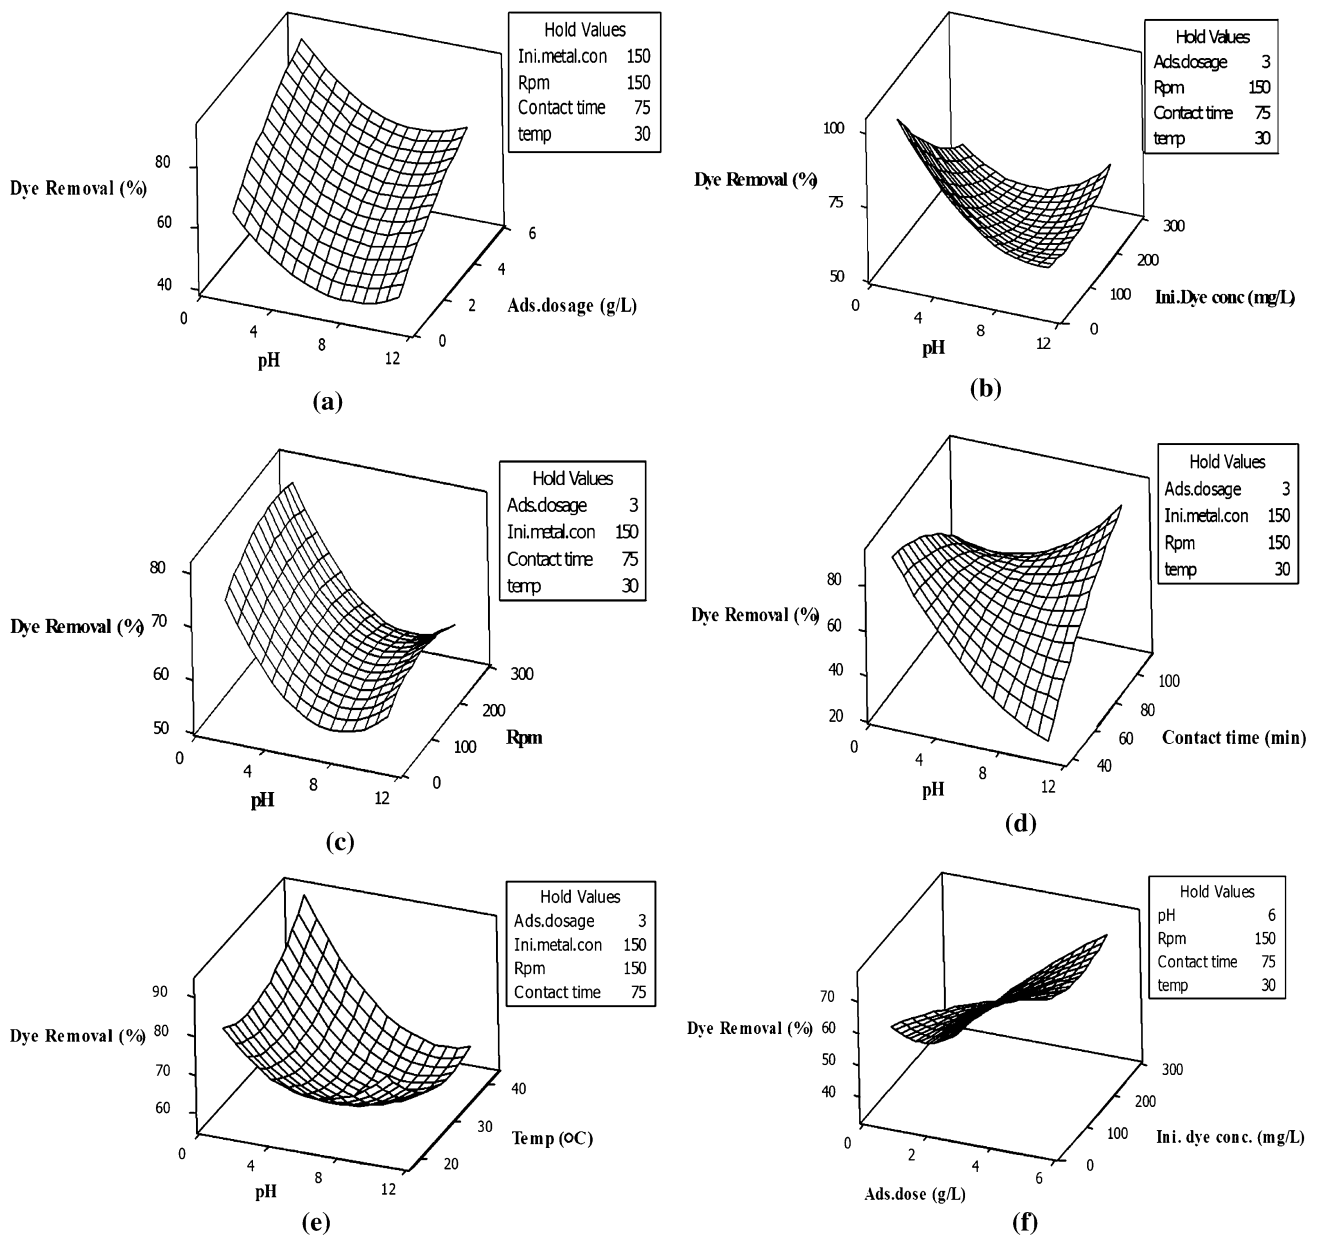 Hold Values
Ini.metal.con 150
Rpm 150
Contact time 75
temp 30
Dye Removal (%)
80
60
40
0
4
8
12
pH
0
2
4
6
Ads.dosage (g/L)
(a)
Hold Values
Ads.dosage 3
Rpm 150
Contact time 75
temp 30
Dye Removal (%)
100
75
50
0
4
8
12
pH
0
100
200
300
Ini.Dye conc (mg/L)
(b)
Hold Values
Ads.dosage 3
Ini.metal.con 150
Contact time 75
temp 30
Dye Removal (%)
80
70
60
50
0
4
8
12
pH
0
100
200
300
Rpm
(c)
Hold Values
Ads.dosage 3
Ini.metal.con 150
Rpm 150
temp 30
Dye Removal (%)
80
60
40
20
0
4
8
12
pH
40
60
80
100
Contact time (min)
(d)
Hold Values
Ads.dosage 3
Ini.metal.con 150
Rpm 150
Contact time 75
Dye Removal (%)
90
80
70
60
0
4
8
12
pH
20
30
40
Temp (oC)
(e)
Hold Values
pH 6
Rpm 150
Contact time 75
temp 30
Dye Removal (%)
70
60
50
40
0
2
4
6
Ads.dose (g/L)
0
100
200
300
Ini. dye conc. (mg/L)
(f)